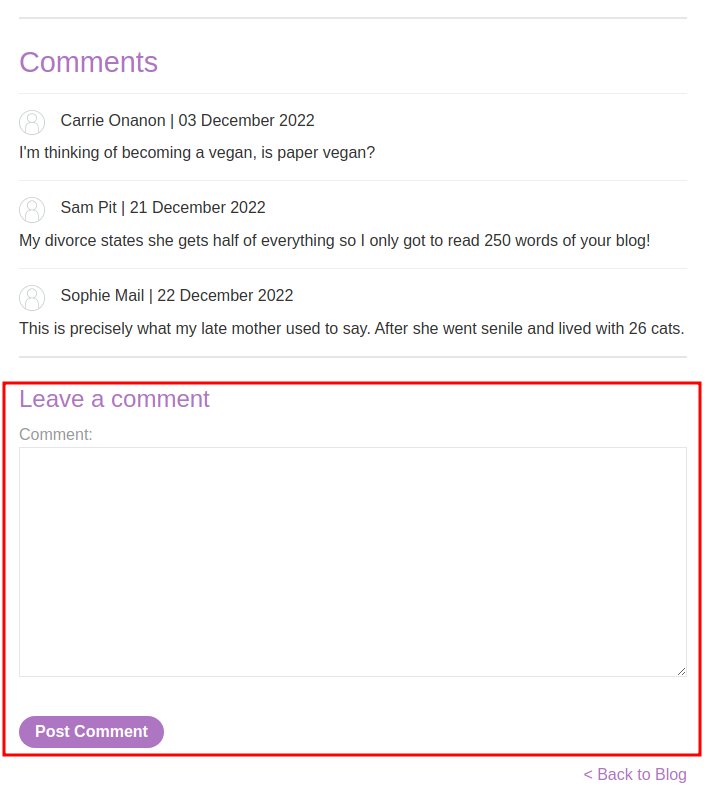 Comments
Carrie Onanon | 03 December 2022
I'm thinking of becoming a vegan, is paper vegan?
Sam Pit | 21 December 2022
My divorce states she gets half of everything so I only got to read 250 words of your blog!
Sophie Mail | 22 December 2022
This is precisely what my late mother used to say. After she went senile and lived with 26 cats.
Leave a comment
Comment:
Post Comment
< Back to Blog